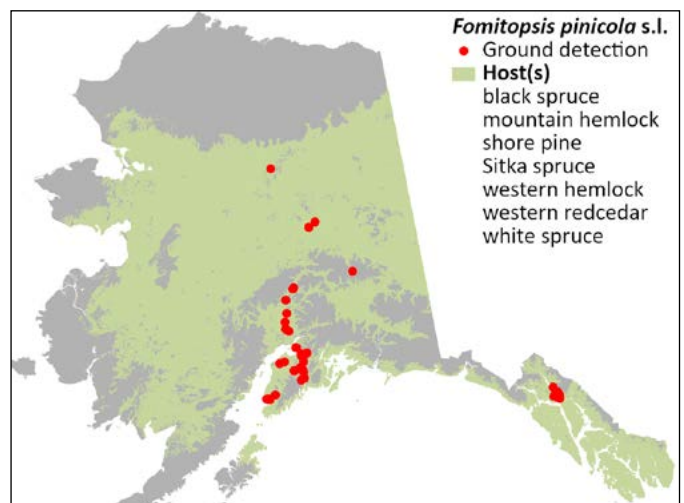 Fomitopsis pinicola s.l.
Ground detection
Host(s)
black spruce
mountain hemlock
shore pine
Sitka spruce
western hemlock
western redcedar
white spruce